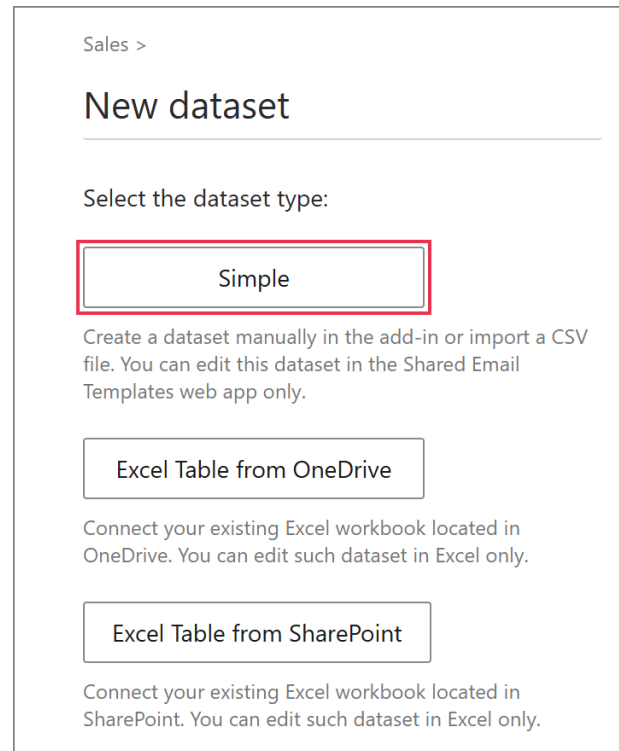 Sales >
New dataset
Select the dataset type:
Simple
Create a dataset manually in the add-in or import a CSV
file. You can edit this dataset in the Shared Email
Templates web app only.
Excel Table from OneDrive
Connect your existing Excel workbook located in
OneDrive. You can edit such dataset in Excel only.
Excel Table from SharePoint
Connect your existing Excel workbook located in
SharePoint. You can edit such dataset in Excel only.